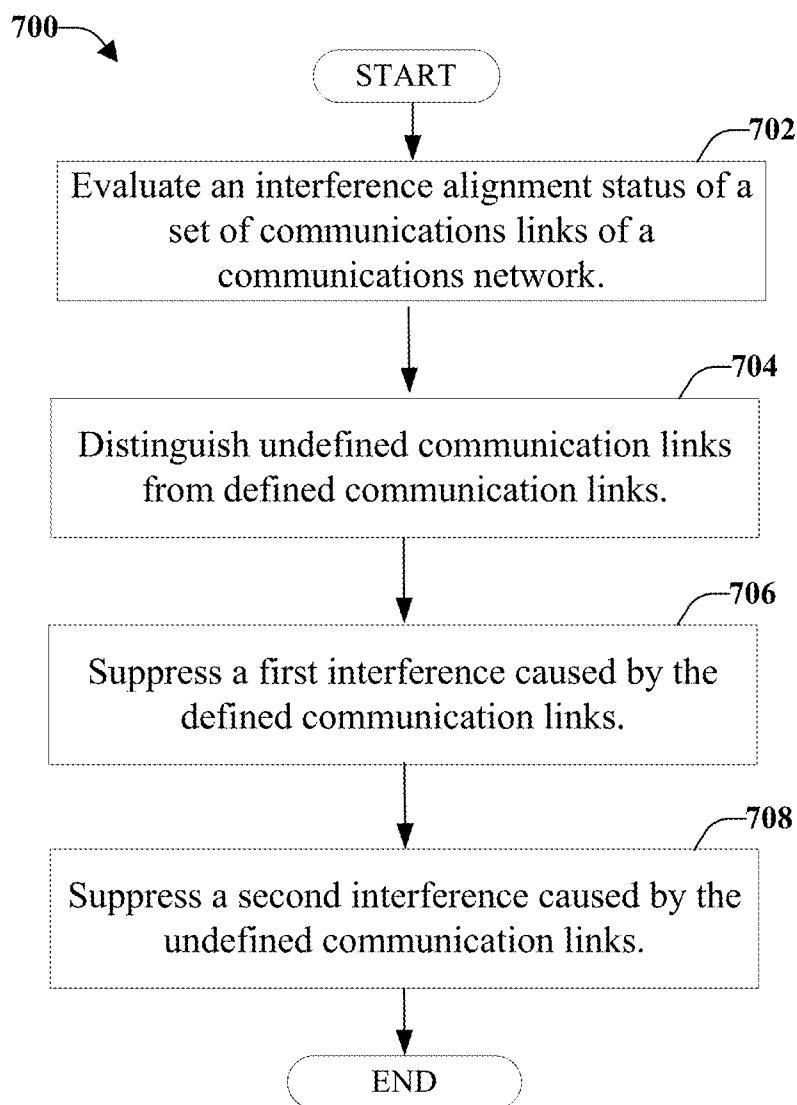 700
START
702
Evaluate an interference alignment status of a
set of communications links of a
communications network.
704
Distinguish undefined communication links
from defined communication links.
706
Suppress a first interference caused by the
defined communication links.
708
Suppress a second interference caused by the
undefined communication links.
END